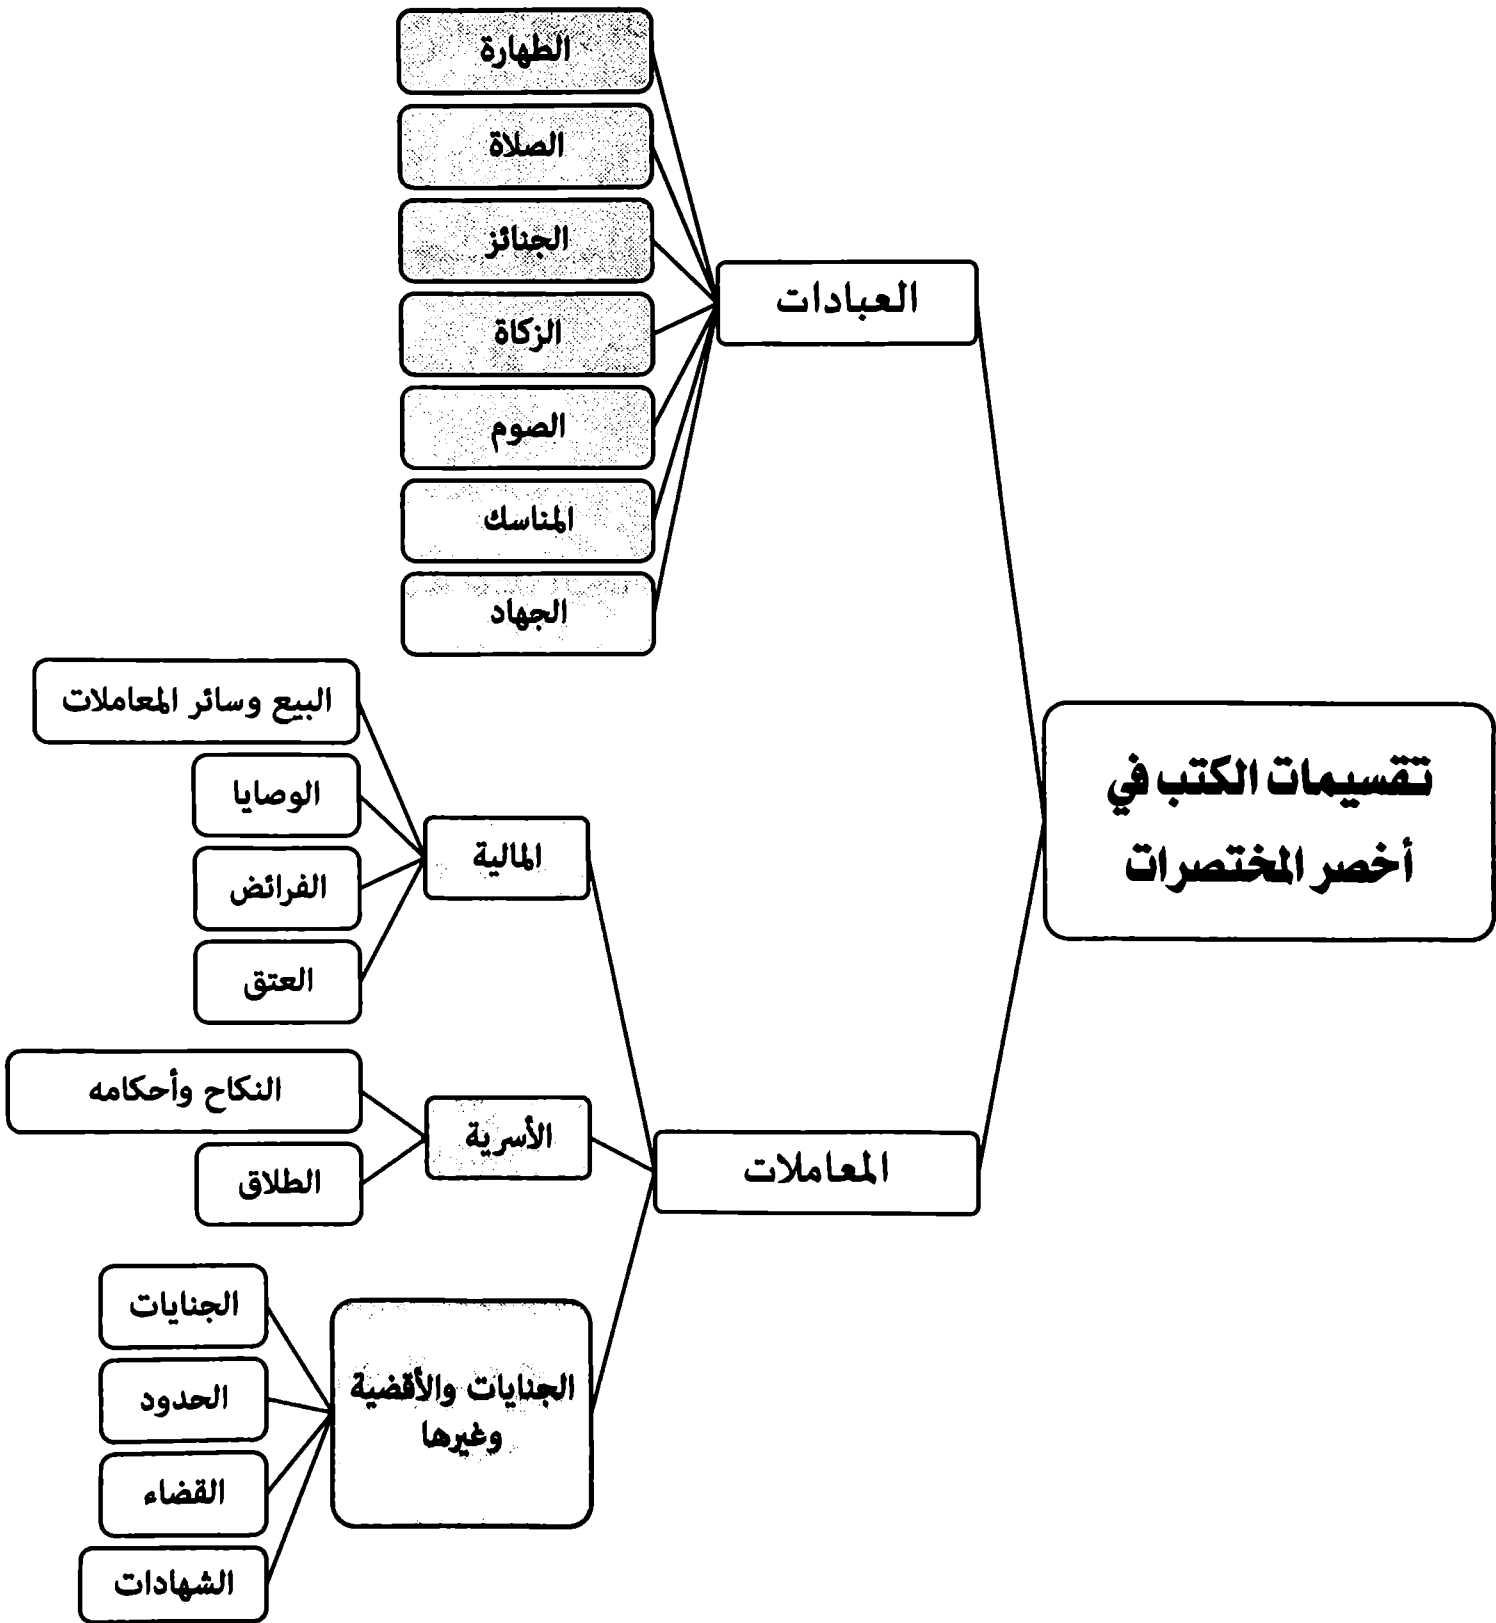 تقسيمات الكتب في
أخصر المختصرات
العبادات
الطهارة
الصلاة
الجنائز
الزكاة
الصوم
المناسك
الجهاد
المعاملات
المالية
البيع وسائر المعاملات
الوصايا
الفرائض
العتق
الأسرية
النكاح وأحكامه
الطلاق
الجنايات والأقضية
وغيرها
الجنايات
الحدود
القضاء
الشهادات